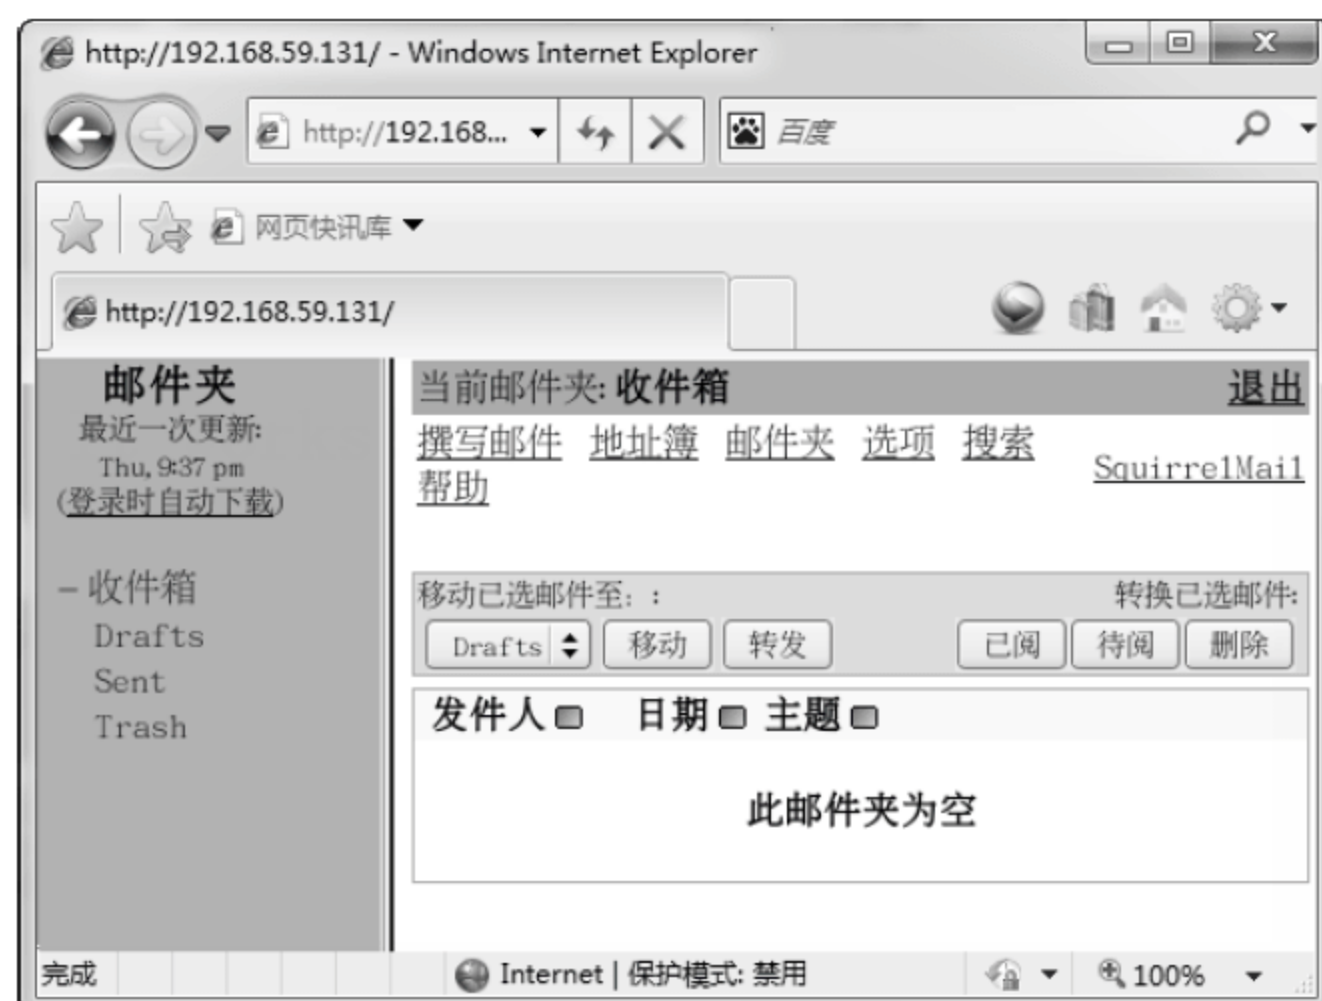 http://192.168.59.131/ - Windows Internet Explorer
http://192.168... 百度
网页快讯库
http://192.168.59.131/
邮件夹
最近一次更新:
Thu, 9:37 pm
(登录时自动下载)
– 收件箱
Drafts
Sent
Trash
当前邮件夹: 收件箱 退出
撰写邮件 地址簿 邮件夹 选项 搜索 SquirrelMail
帮助
移动已选邮件至: : 转换已选邮件:
Drafts 移动 转发 已阅 待阅 删除
发件人 日期 主题
此邮件夹为空
完成 Internet | 保护模式: 禁用 100%